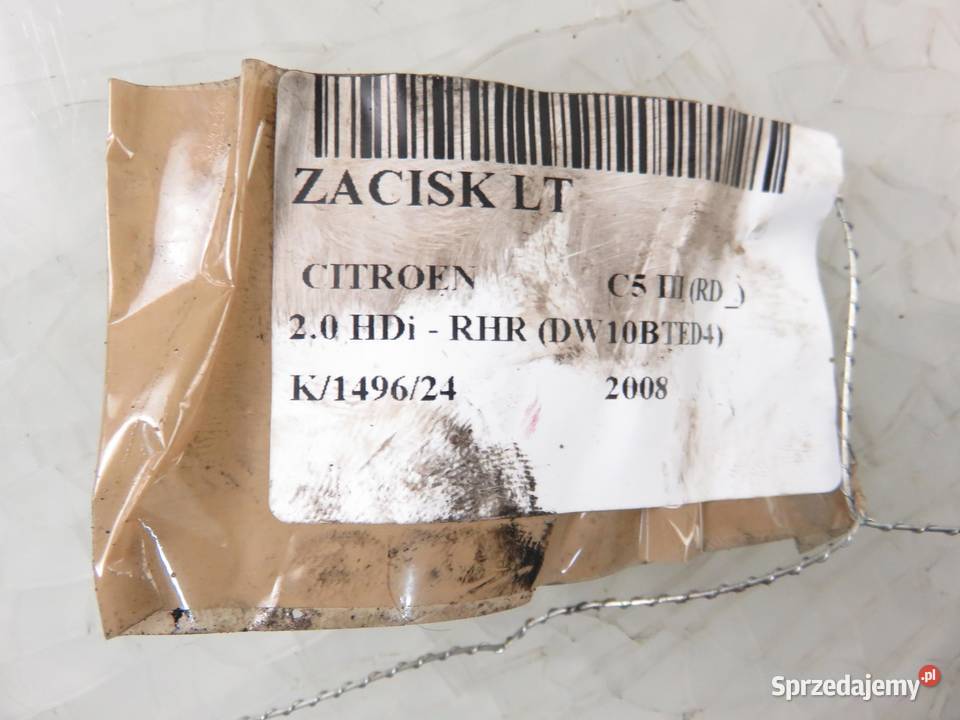 ZACISK LT
CITROEN C5 III (RD_)
2.0 HDi - RHR (DW10BTED4)
K/1496/24 2008
Sprzedajemy.pl